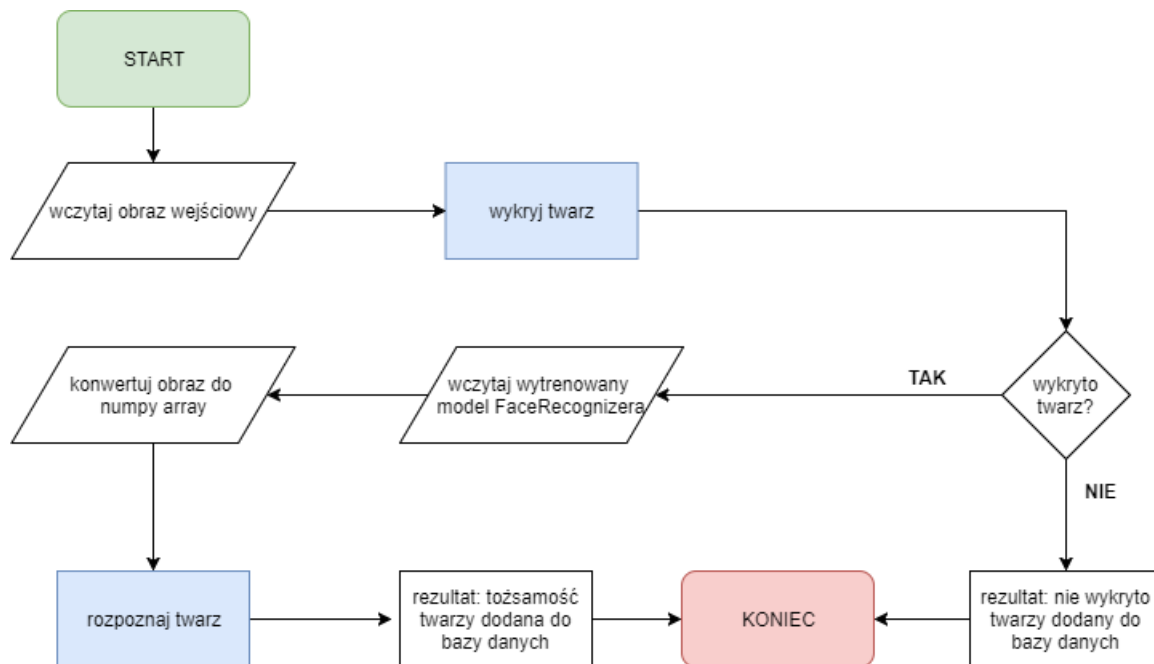 START
wczytaj obraz wejściowy
wykryj twarz
wykryto
twarz?
TAK
wczytaj wytrenowany
model FaceRecognizera
konwertuj obraz do
numpy array
NIE
rozpoznaj twarz
rezultat: tożsamość
twarzy dodana do
bazy danych
KONIEC
rezultat: nie wykryto
twarzy dodany do
bazy danych